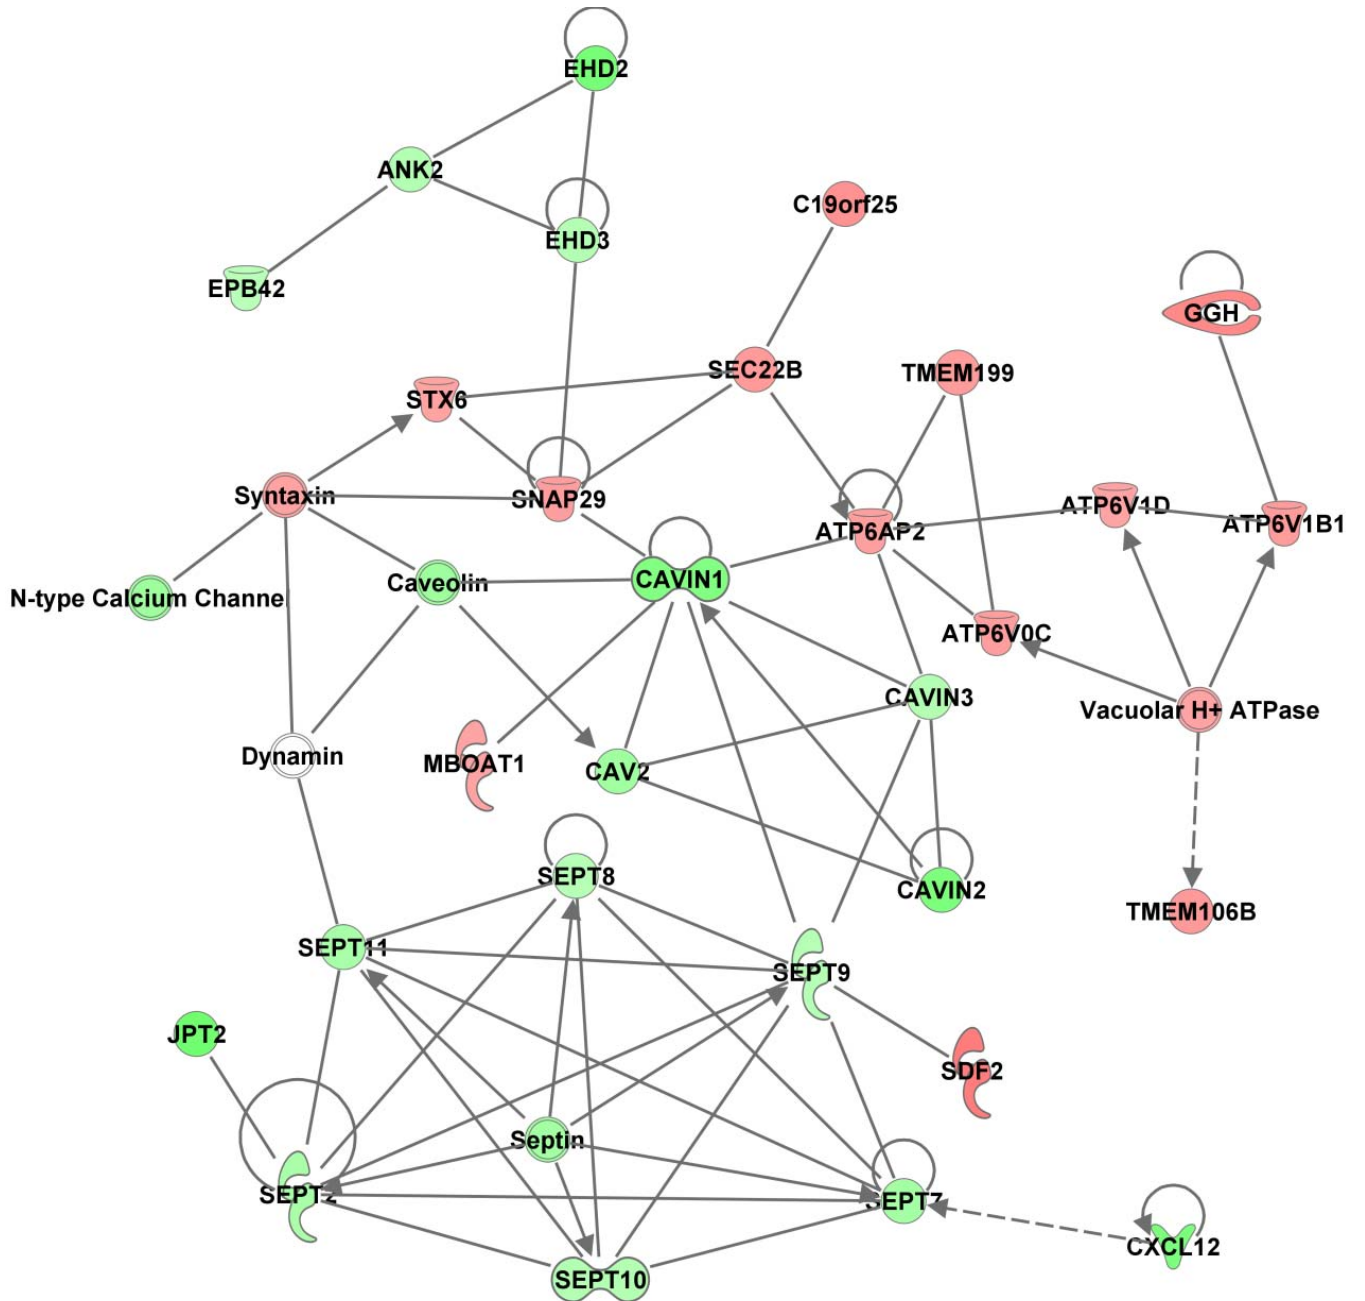 EHD2
ANK2
C19orf25
EHD3
EPB42
GGH
SEC22B
TMEM199
STX6
Syntaxin
SNAP29
ATP6V1D
ATP6V1B1
ATP6AP2
Caveolin
CAVIN1
N-type Calcium Channel
ATP6V0C
CAVIN3
Vacuolar H+ ATPase
Dynamin
MBOAT1
CAV2
SEPT8
CAVIN2
TMEM106B
SEPT11
SEPT9
JPT2
SDF2
Septin
SEPT2
SEPT7
CXCL12
SEPT10